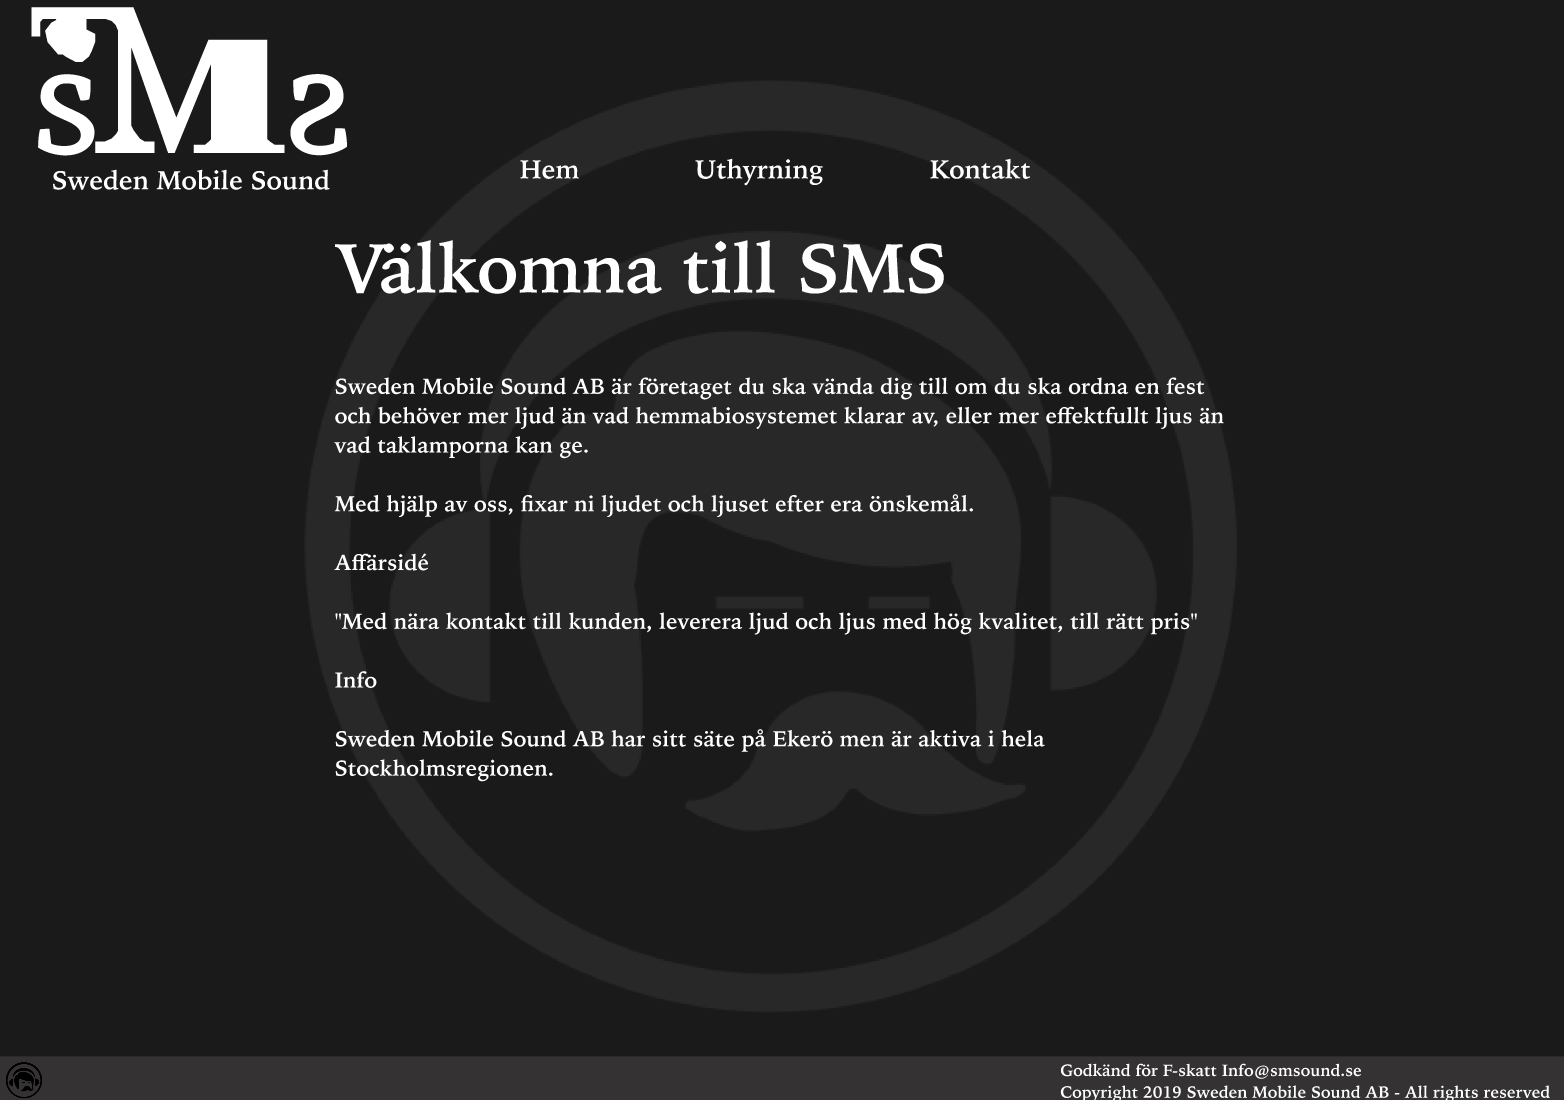 SMS
Sweden Mobile Sound
Hem Uthyrning Kontakt
Välkomna till SMS
Sweden Mobile Sound AB är företaget du ska vända dig till om du ska ordna en fest
och behöver mer ljud än vad hemmabiosystemet klarar av, eller mer effektfullt ljus än
vad taklamporna kan ge.
Med hjälp av oss, fixar ni ljudet och ljuset efter era önskemål.
Affärsidé
"Med nära kontakt till kunden, leverera ljud och ljus med hög kvalitet, till rätt pris"
Info
Sweden Mobile Sound AB har sitt säte på Ekerö men är aktiva i hela
Stockholmsregionen.
Godkänd för F-skatt Info@smsound.se
Copyright 2019 Sweden Mobile Sound AB - All rights reserved